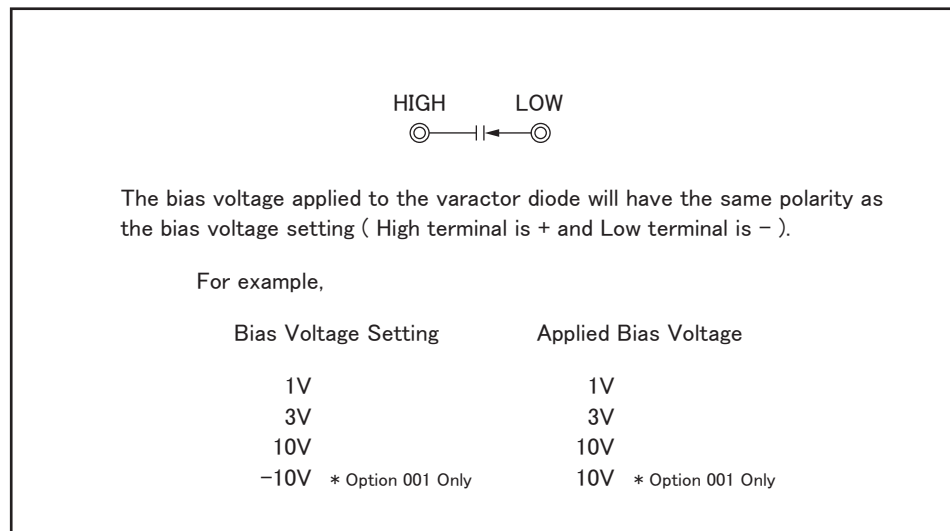 HIGH LOW
The bias voltage applied to the varactor diode will have the same polarity as
the bias voltage setting ( High terminal is + and Low terminal is − ).
For example,
Bias Voltage Setting Applied Bias Voltage
1V 1V
3V 3V
10V 10V
−10V * Option 001 Only 10V * Option 001 Only